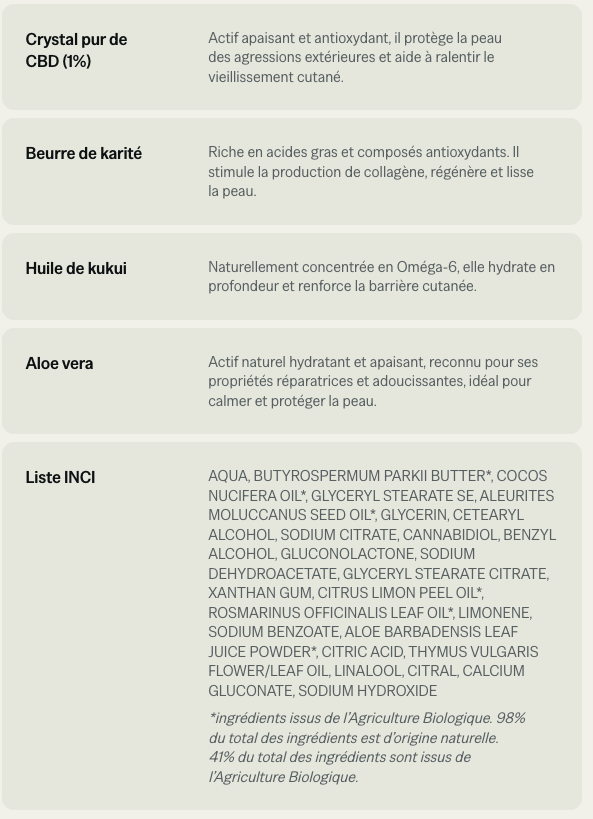 Crystal pur de
CBD (1%)
Actif apaisant et antioxydant, il protège la peau
des agressions extérieures et aide à ralentir le
vieillissement cutané.
Beurre de karité
Riche en acides gras et composés antioxydants. Il
stimule la production de collagène, régénère et lisse
la peau.
Huile de kukui
Naturellement concentrée en Oméga-6, elle hydrate en
profondeur et renforce la barrière cutanée.
Aloe vera
Actif naturel hydratant et apaisant, reconnu pour ses
propriétés réparatrices et adoucissantes, idéal pour
calmer et protéger la peau.
Liste INCI
AQUA, BUTYROSPERMUM PARKII BUTTER*, COCOS
NUCIFERA OIL*, GLYCERYL STEARATE SE, ALEURITES
MOLUCCANUS SEED OIL*, GLYCERIN, CETEARYL
ALCOHOL, SODIUM CITRATE, CANNABIDIOL, BENZYL
ALCOHOL, GLUCONOLACTONE, SODIUM
DEHYDROACETATE, GLYCERYL STEARATE CITRATE,
XANTHAN GUM, CITRUS LIMON PEEL OIL*,
ROSMARINUS OFFICINALIS LEAF OIL*, LIMONENE,
SODIUM BENZOATE, ALOE BARBADENSIS LEAF
JUICE POWDER*, CITRIC ACID, THYMUS VULGARIS
FLOWER/LEAF OIL, LINALOOL, CITRAL, CALCIUM
GLUCONATE, SODIUM HYDROXIDE
*ingrédients issus de l'Agriculture Biologique. 98%
du total des ingrédients est d'origine naturelle.
41% du total des ingrédients sont issus de
l'Agriculture Biologique.